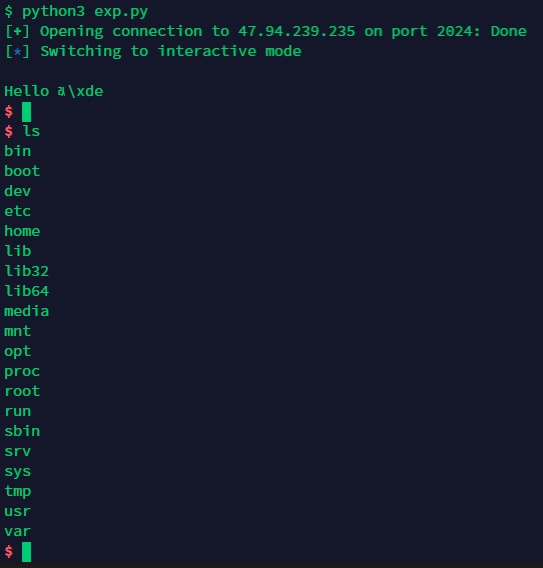 $ python3 exp.py
[+] Opening connection to 47.94.239.235 on port 2024: Done
[*] Switching to interactive mode
Hello \xde
$
$ ls
bin
boot
dev
etc
home
lib
lib32
lib64
media
mnt
opt
proc
root
run
sbin
srv
sys
tmp
usr
var
$